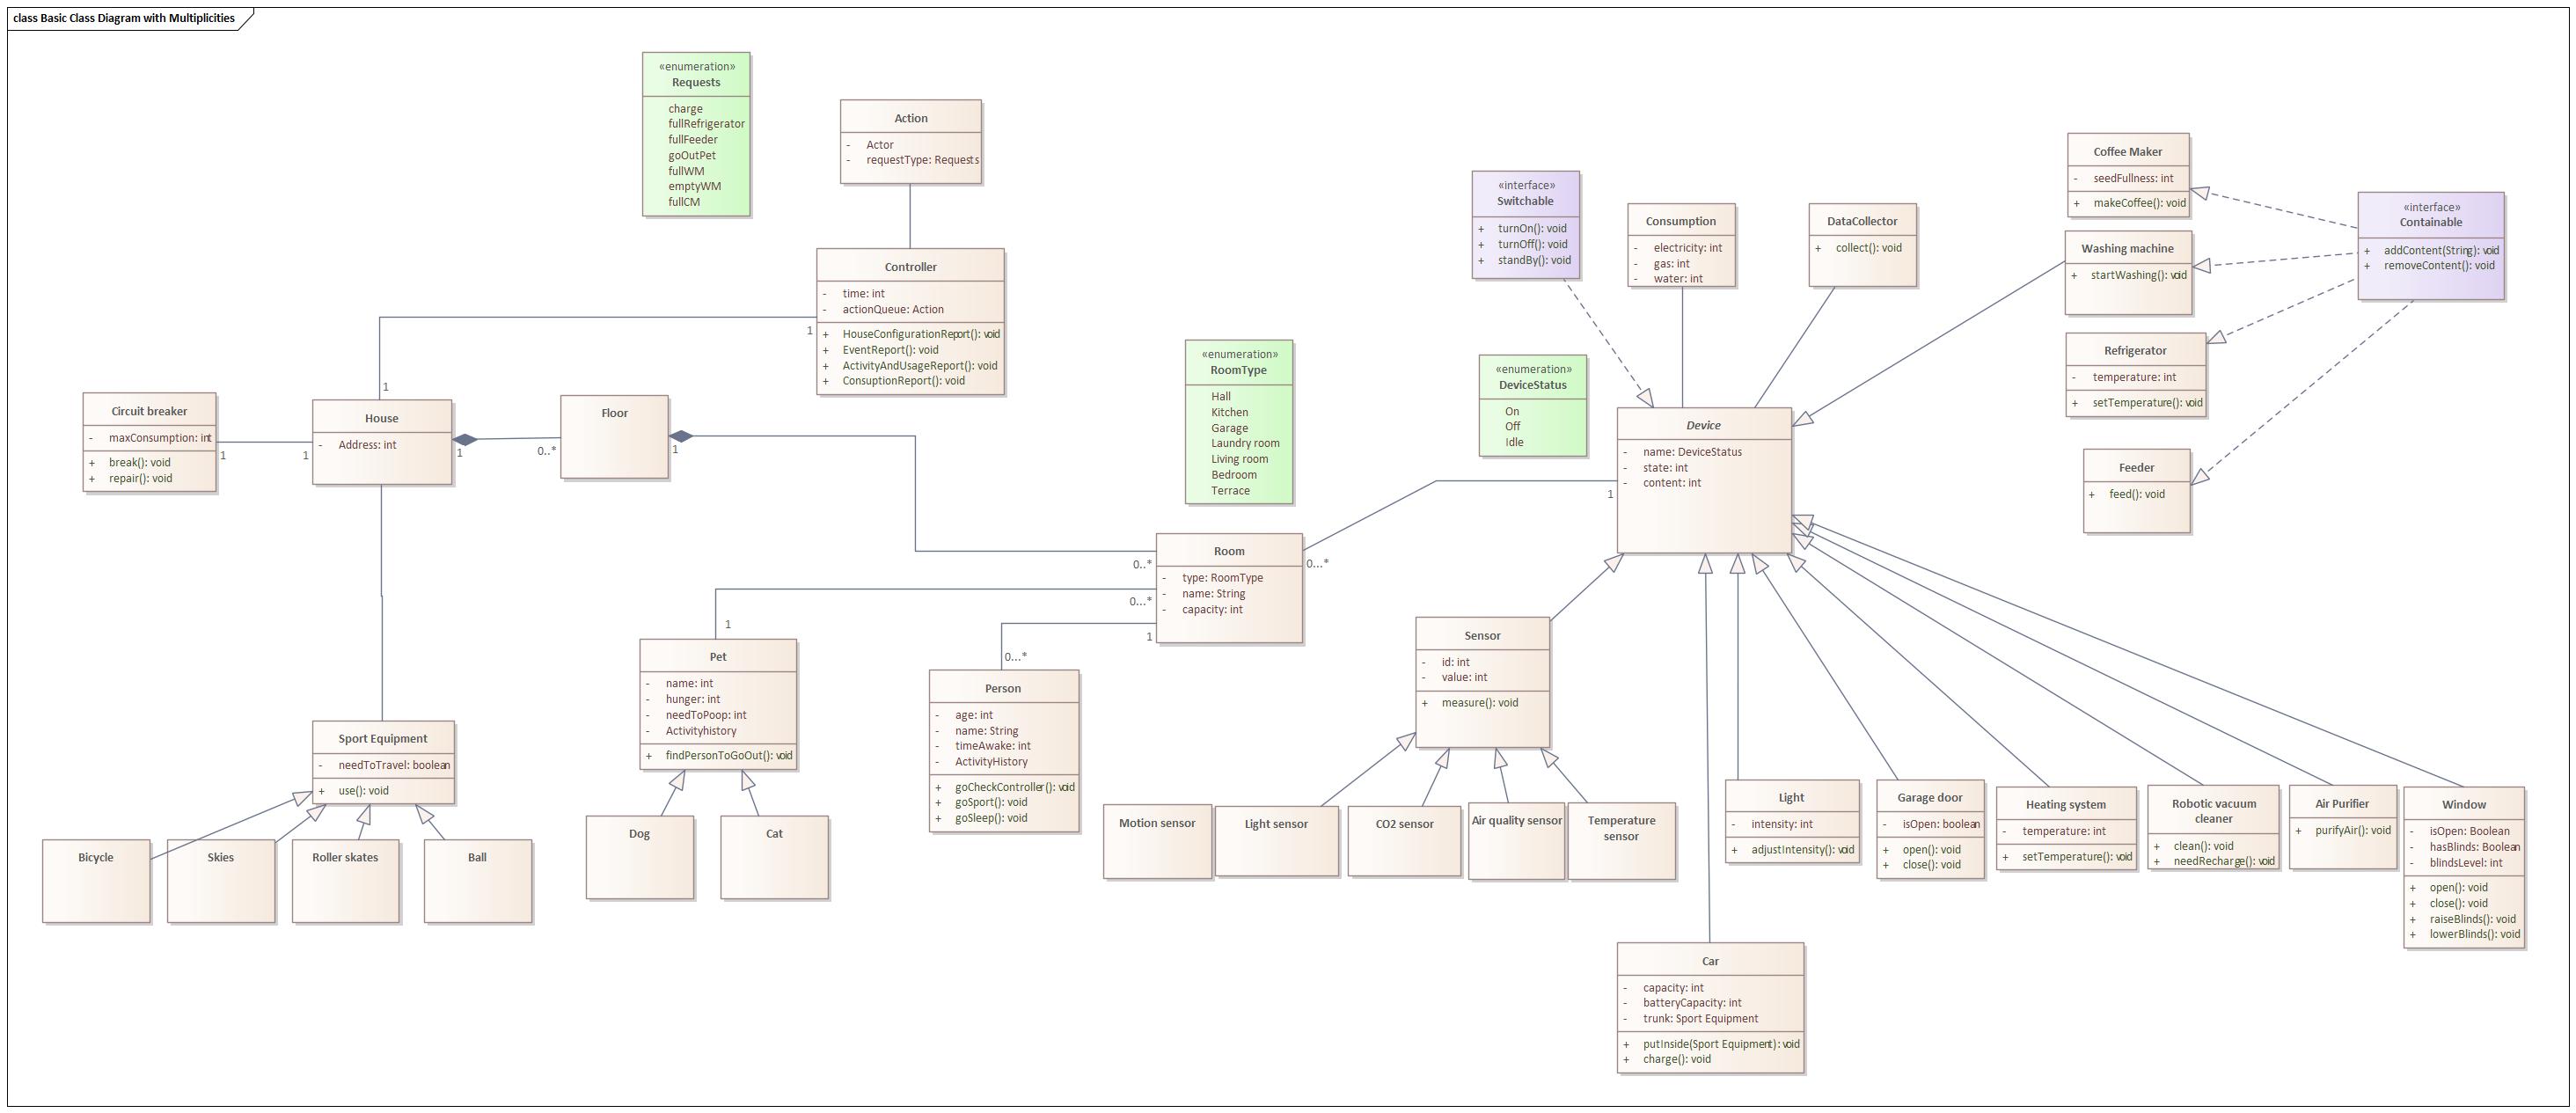 class Basic Class Diagram with Multiplicities
«enumeration»
Requests
charge
fullRefrigerator
fullFeeder
goOutPet
fullWM
emptyWM
fullCM
Action
- Actor
- requestType: Requests
Controller
- time: int
- actionQueue: Action
+ HouseConfigurationReport(): void
+ EventReport(): void
+ ActivityAndUsageReport(): void
+ ConsuptionReport(): void
1
1
Circuit breaker
- maxConsumption: int
+ break(): void
+ repair(): void
1
1
House
- Address: int
1
0..*
Floor
1
«enumeration»
RoomType
Hall
Kitchen
Garage
Laundry room
Living room
Bedroom
Terrace
«interface»
Switchable
+ turnOn(): void
+ turnOff(): void
+ standBy(): void
Consumption
- electricity: int
- gas: int
- water: int
DataCollector
+ collect(): void
«enumeration»
DeviceStatus
On
Off
Idle
Device
- name: DeviceStatus
- state: int
- content: int
1
Coffee Maker
- seedFullness: int
+ makeCoffee(): void
Washing machine
+ startWashing(): void
Refrigerator
- temperature: int
+ setTemperature(): void
Feeder
+ feed(): void
«interface»
Containable
+ addContent(String): void
+ removeContent(): void
Room
- type: RoomType
- name: String
- capacity: int
0..*
0...*
0...*
1
1
0...*
Pet
- name: int
- hunger: int
- needToPoop: int
- Activityhistory
+ findPersonToGoOut(): void
Person
- age: int
- name: String
- timeAwake: int
- ActivityHistory
+ goCheckController(): void
+ goSport(): void
+ goSleep(): void
Sensor
- id: int
- value: int
+ measure(): void
Sport Equipment
- needToTravel: boolean
+ use(): void
Bicycle
Skies
Roller skates
Ball
Dog
Cat
Motion sensor
Light sensor
CO2 sensor
Air quality sensor
Temperature
sensor
Light
- intensity: int
+ adjustIntensity(): void
Garage door
- isOpen: boolean
+ open(): void
+ close(): void
Heating system
- temperature: int
+ setTemperature(): void
Robotic vacuum
cleaner
+ clean(): void
+ needRecharge(): void
Air Purifier
+ purifyAir(): void
Window
- isOpen: Boolean
- hasBlinds: Boolean
- blindsLevel: int
+ open(): void
+ close(): void
+ raiseBlinds(): void
+ lowerBlinds(): void
Car
- capacity: int
- batteryCapacity: int
- trunk: Sport Equipment
+ putInside(Sport Equipment): void
+ charge(): void